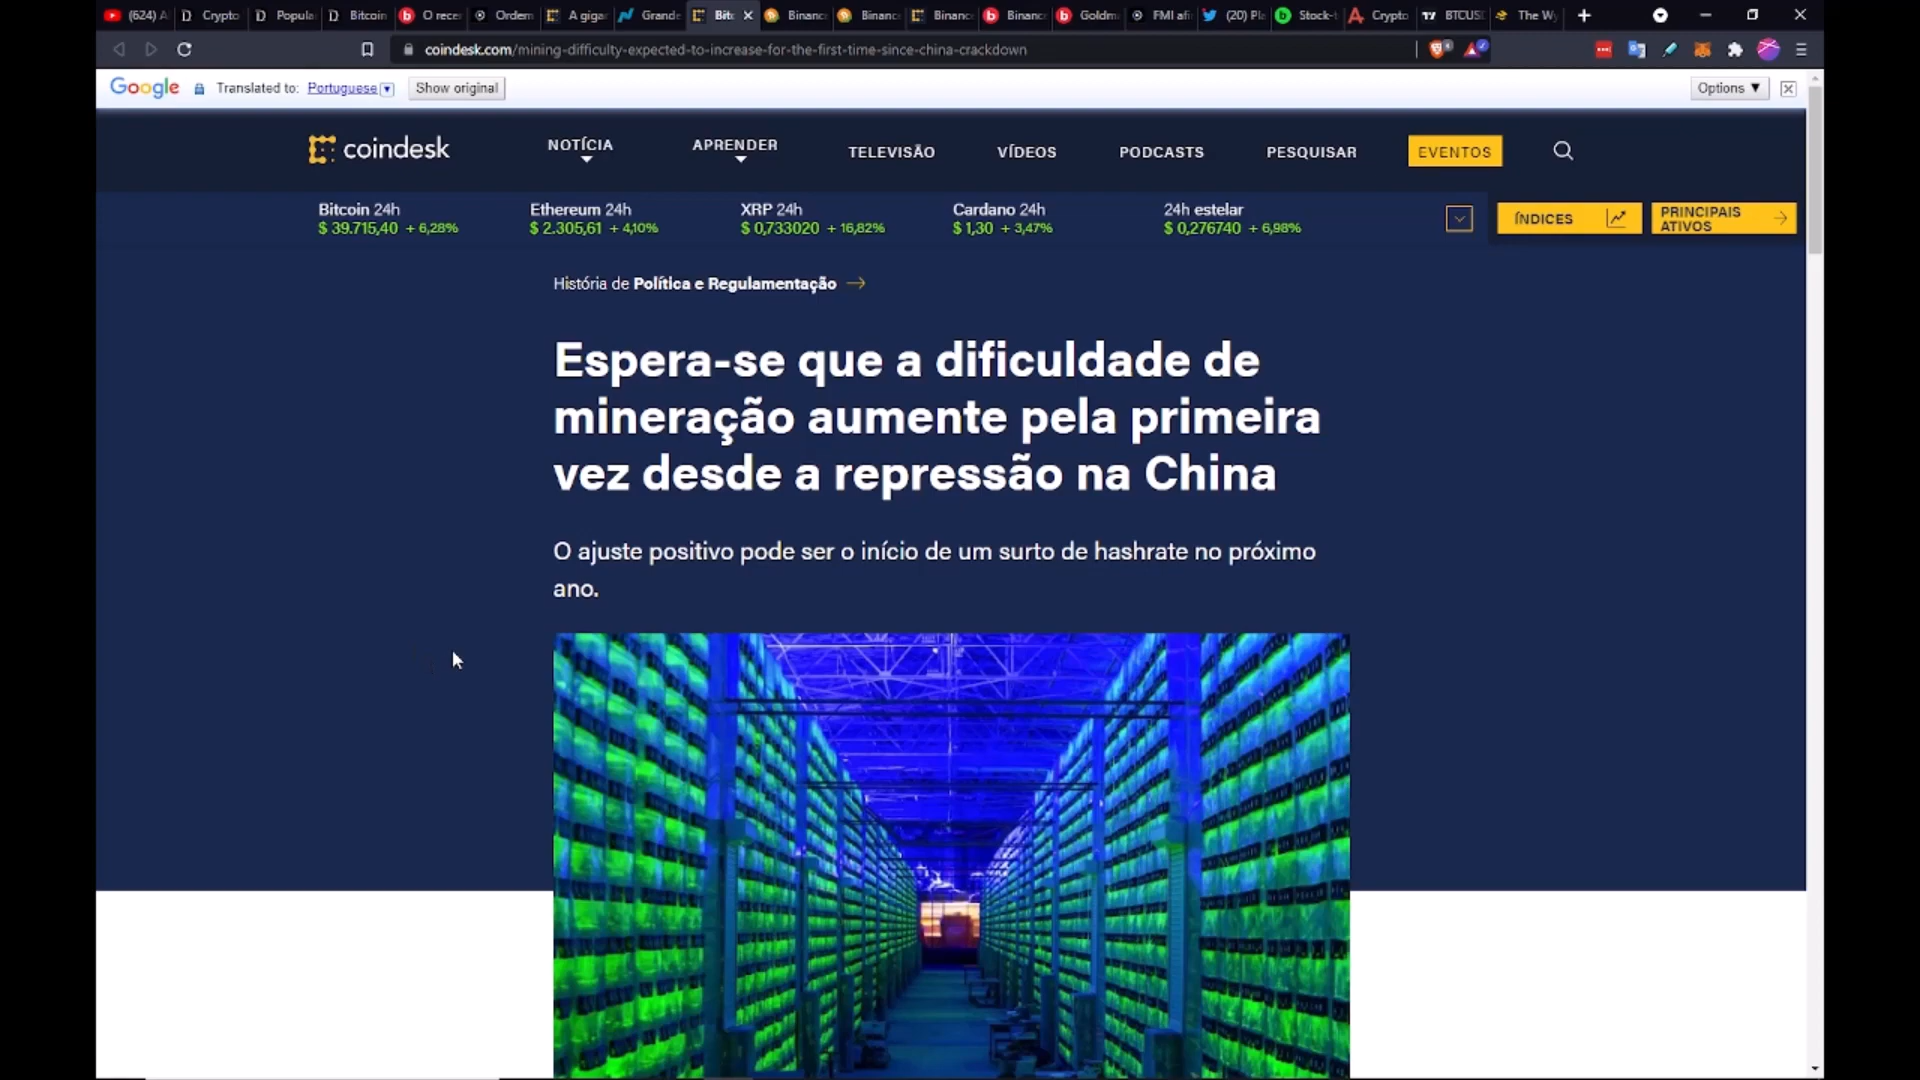 (624) A
Crypto
Popula
Bitcoin
O rece
Ordem
A giga
Grande
Bitc
Binanc
Binanc
Binanc
Binanc
Goldm
FMI afi
(20) Pla
Stock-t
Crypto
BTCUSD
The Wy
coindesk.com/mining-difficulty-expected-to-increase-for-the-first-time-since-china-crackdown
Google Translated to: Portuguese Show original Options ▼
coindesk
NOTÍCIA
APRENDER
TELEVISÃO
VÍDEOS
PODCASTS
PESQUISAR
EVENTOS
Bitcoin 24h
$ 39.715,40 + 6,28%
Ethereum 24h
$ 2.305,61 + 4,10%
XRP 24h
$ 0,733020 + 16,82%
Cardano 24h
$ 1,30 + 3,47%
24h estelar
$ 0,276740 + 6,98%
ÍNDICES
PRINCIPAIS
ATIVOS
História de Política e Regulamentação
Espera-se que a dificuldade de
mineração aumente pela primeira
vez desde a repressão na China
O ajuste positivo pode ser o início de um surto de hashrate no próximo
ano.